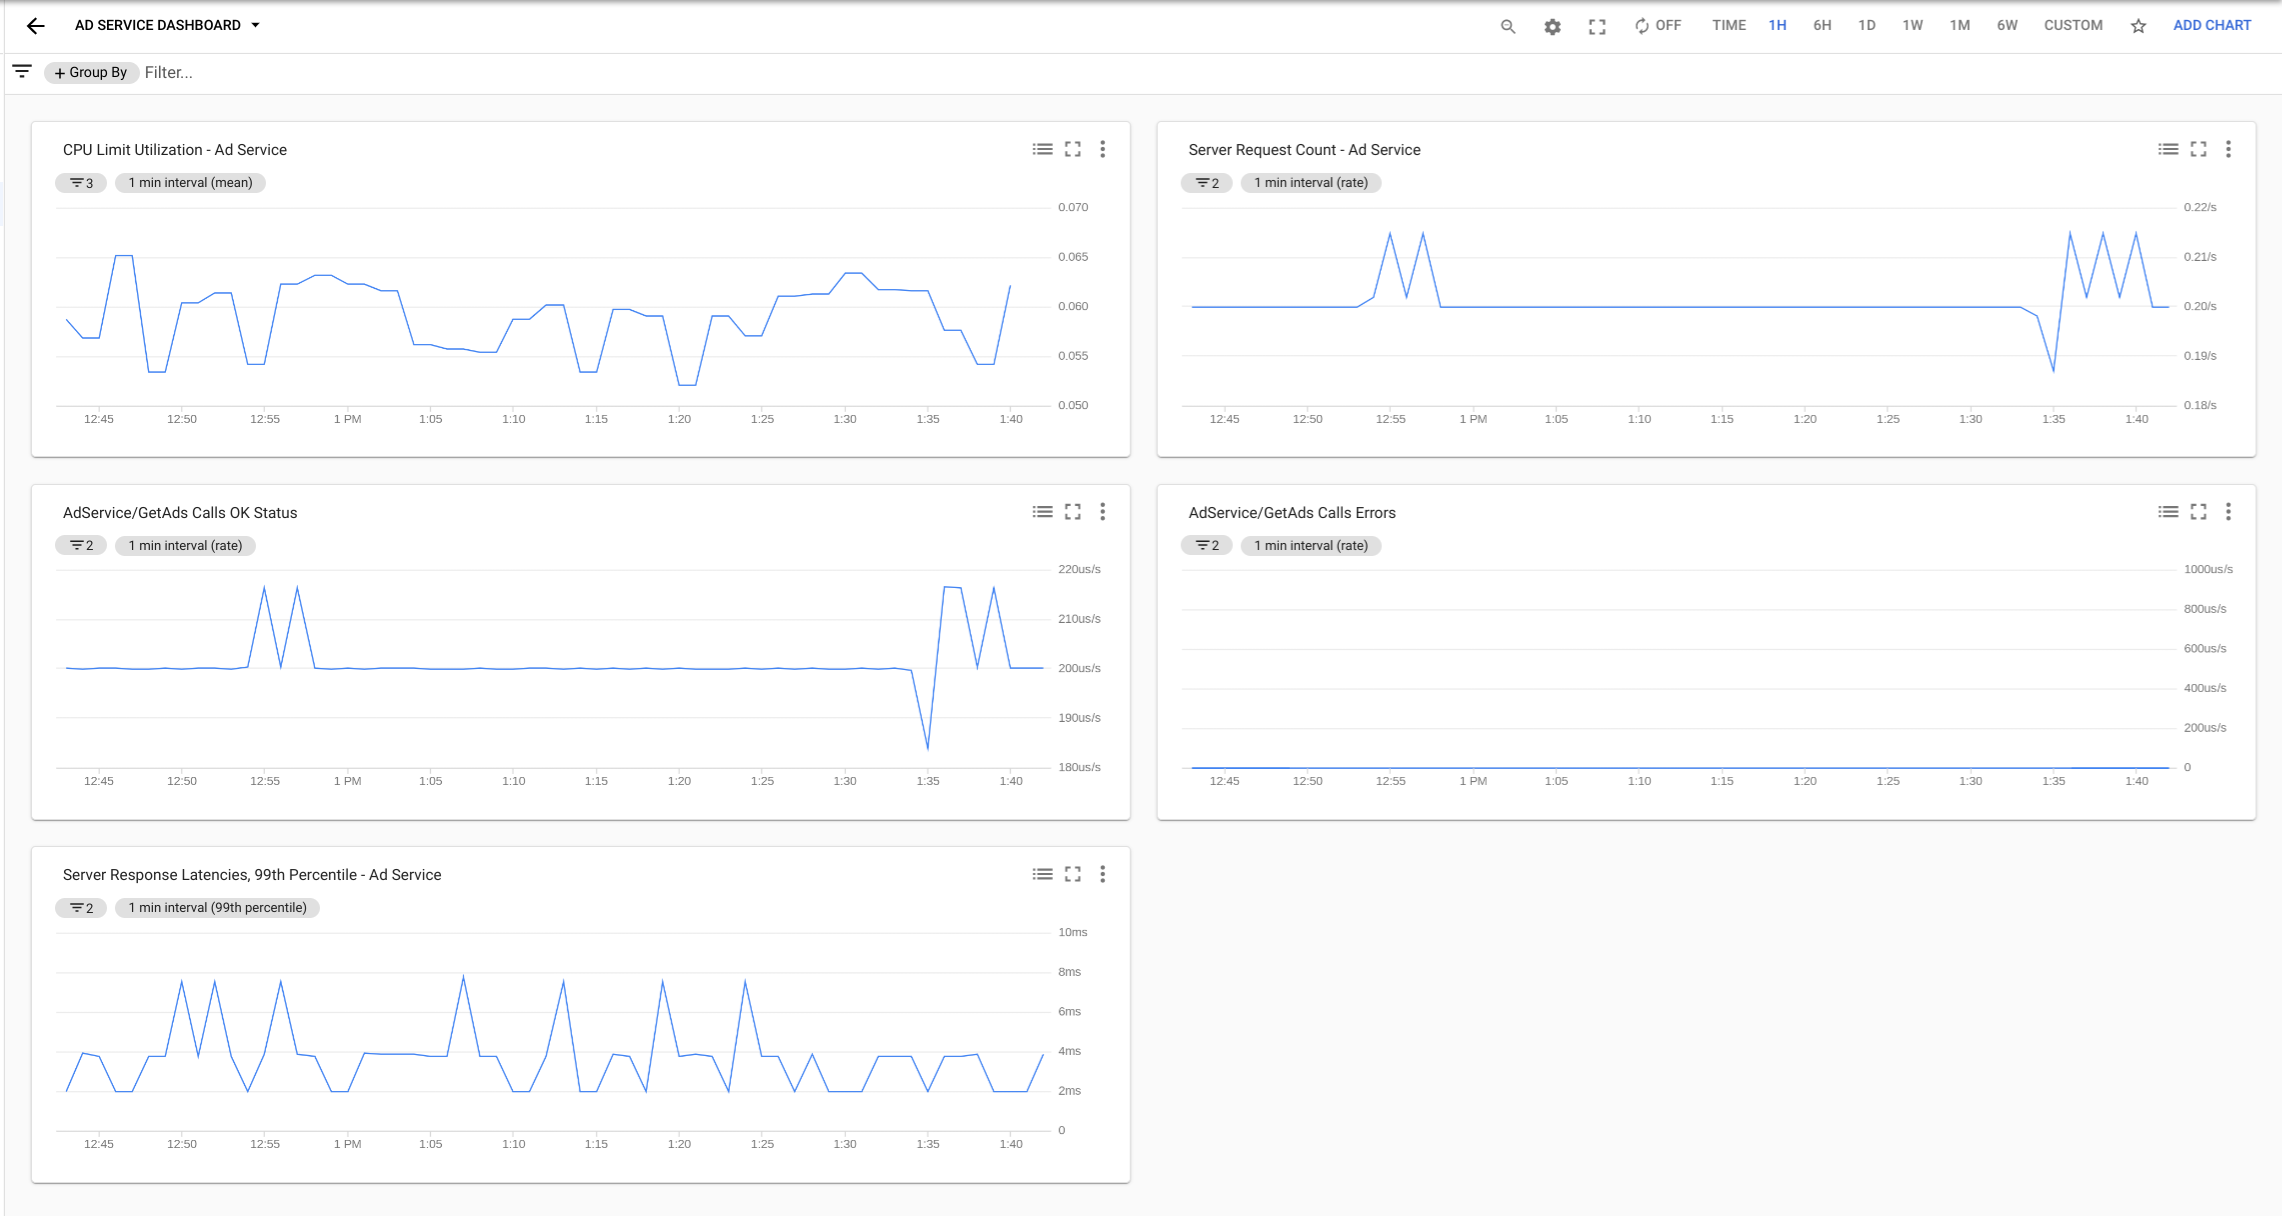 AD SERVICE DASHBOARD
OFF TIME 1H 6H 1D 1W 1M 6W CUSTOM ADD CHART
+ Group By Filter...
CPU Limit Utilization - Ad Service
3 1 min interval (mean)
0.070
0.065
0.060
0.055
0.050
12:45 12:50 12:55 1 PM 1:05 1:10 1:15 1:20 1:25 1:30 1:35 1:40
Server Request Count - Ad Service
2 1 min interval (rate)
0.22/s
0.21/s
0.20/s
0.19/s
0.18/s
12:45 12:50 12:55 1 PM 1:05 1:10 1:15 1:20 1:25 1:30 1:35 1:40
AdService/GetAds Calls OK Status
2 1 min interval (rate)
220us/s
210us/s
200us/s
190us/s
180us/s
12:45 12:50 12:55 1 PM 1:05 1:10 1:15 1:20 1:25 1:30 1:35 1:40
AdService/GetAds Calls Errors
2 1 min interval (rate)
1000us/s
800us/s
600us/s
400us/s
200us/s
0
12:45 12:50 12:55 1 PM 1:05 1:10 1:15 1:20 1:25 1:30 1:35 1:40
Server Response Latencies, 99th Percentile - Ad Service
2 1 min interval (99th percentile)
10ms
8ms
6ms
4ms
2ms
0
12:45 12:50 12:55 1 PM 1:05 1:10 1:15 1:20 1:25 1:30 1:35 1:40